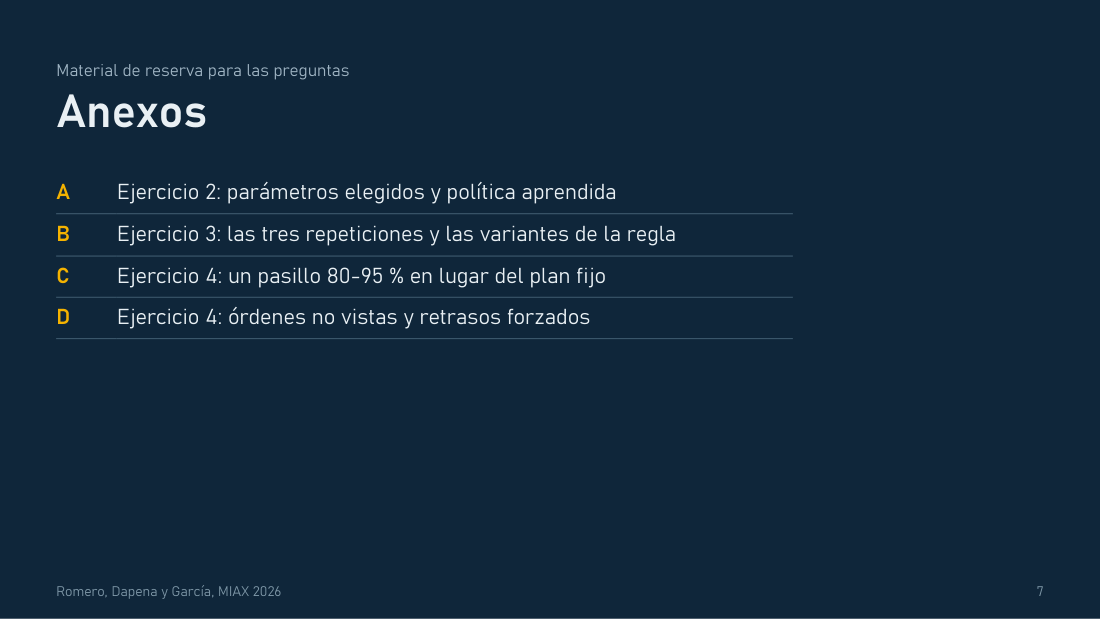 Material de reserva para las preguntas
Anexos
A Ejercicio 2: parámetros elegidos y política aprendida
B Ejercicio 3: las tres repeticiones y las variantes de la regla
C Ejercicio 4: un pasillo 80-95 % en lugar del plan fijo
D Ejercicio 4: órdenes no vistas y retrasos forzados
Romero, Dapena y García, MIAX 2026 7